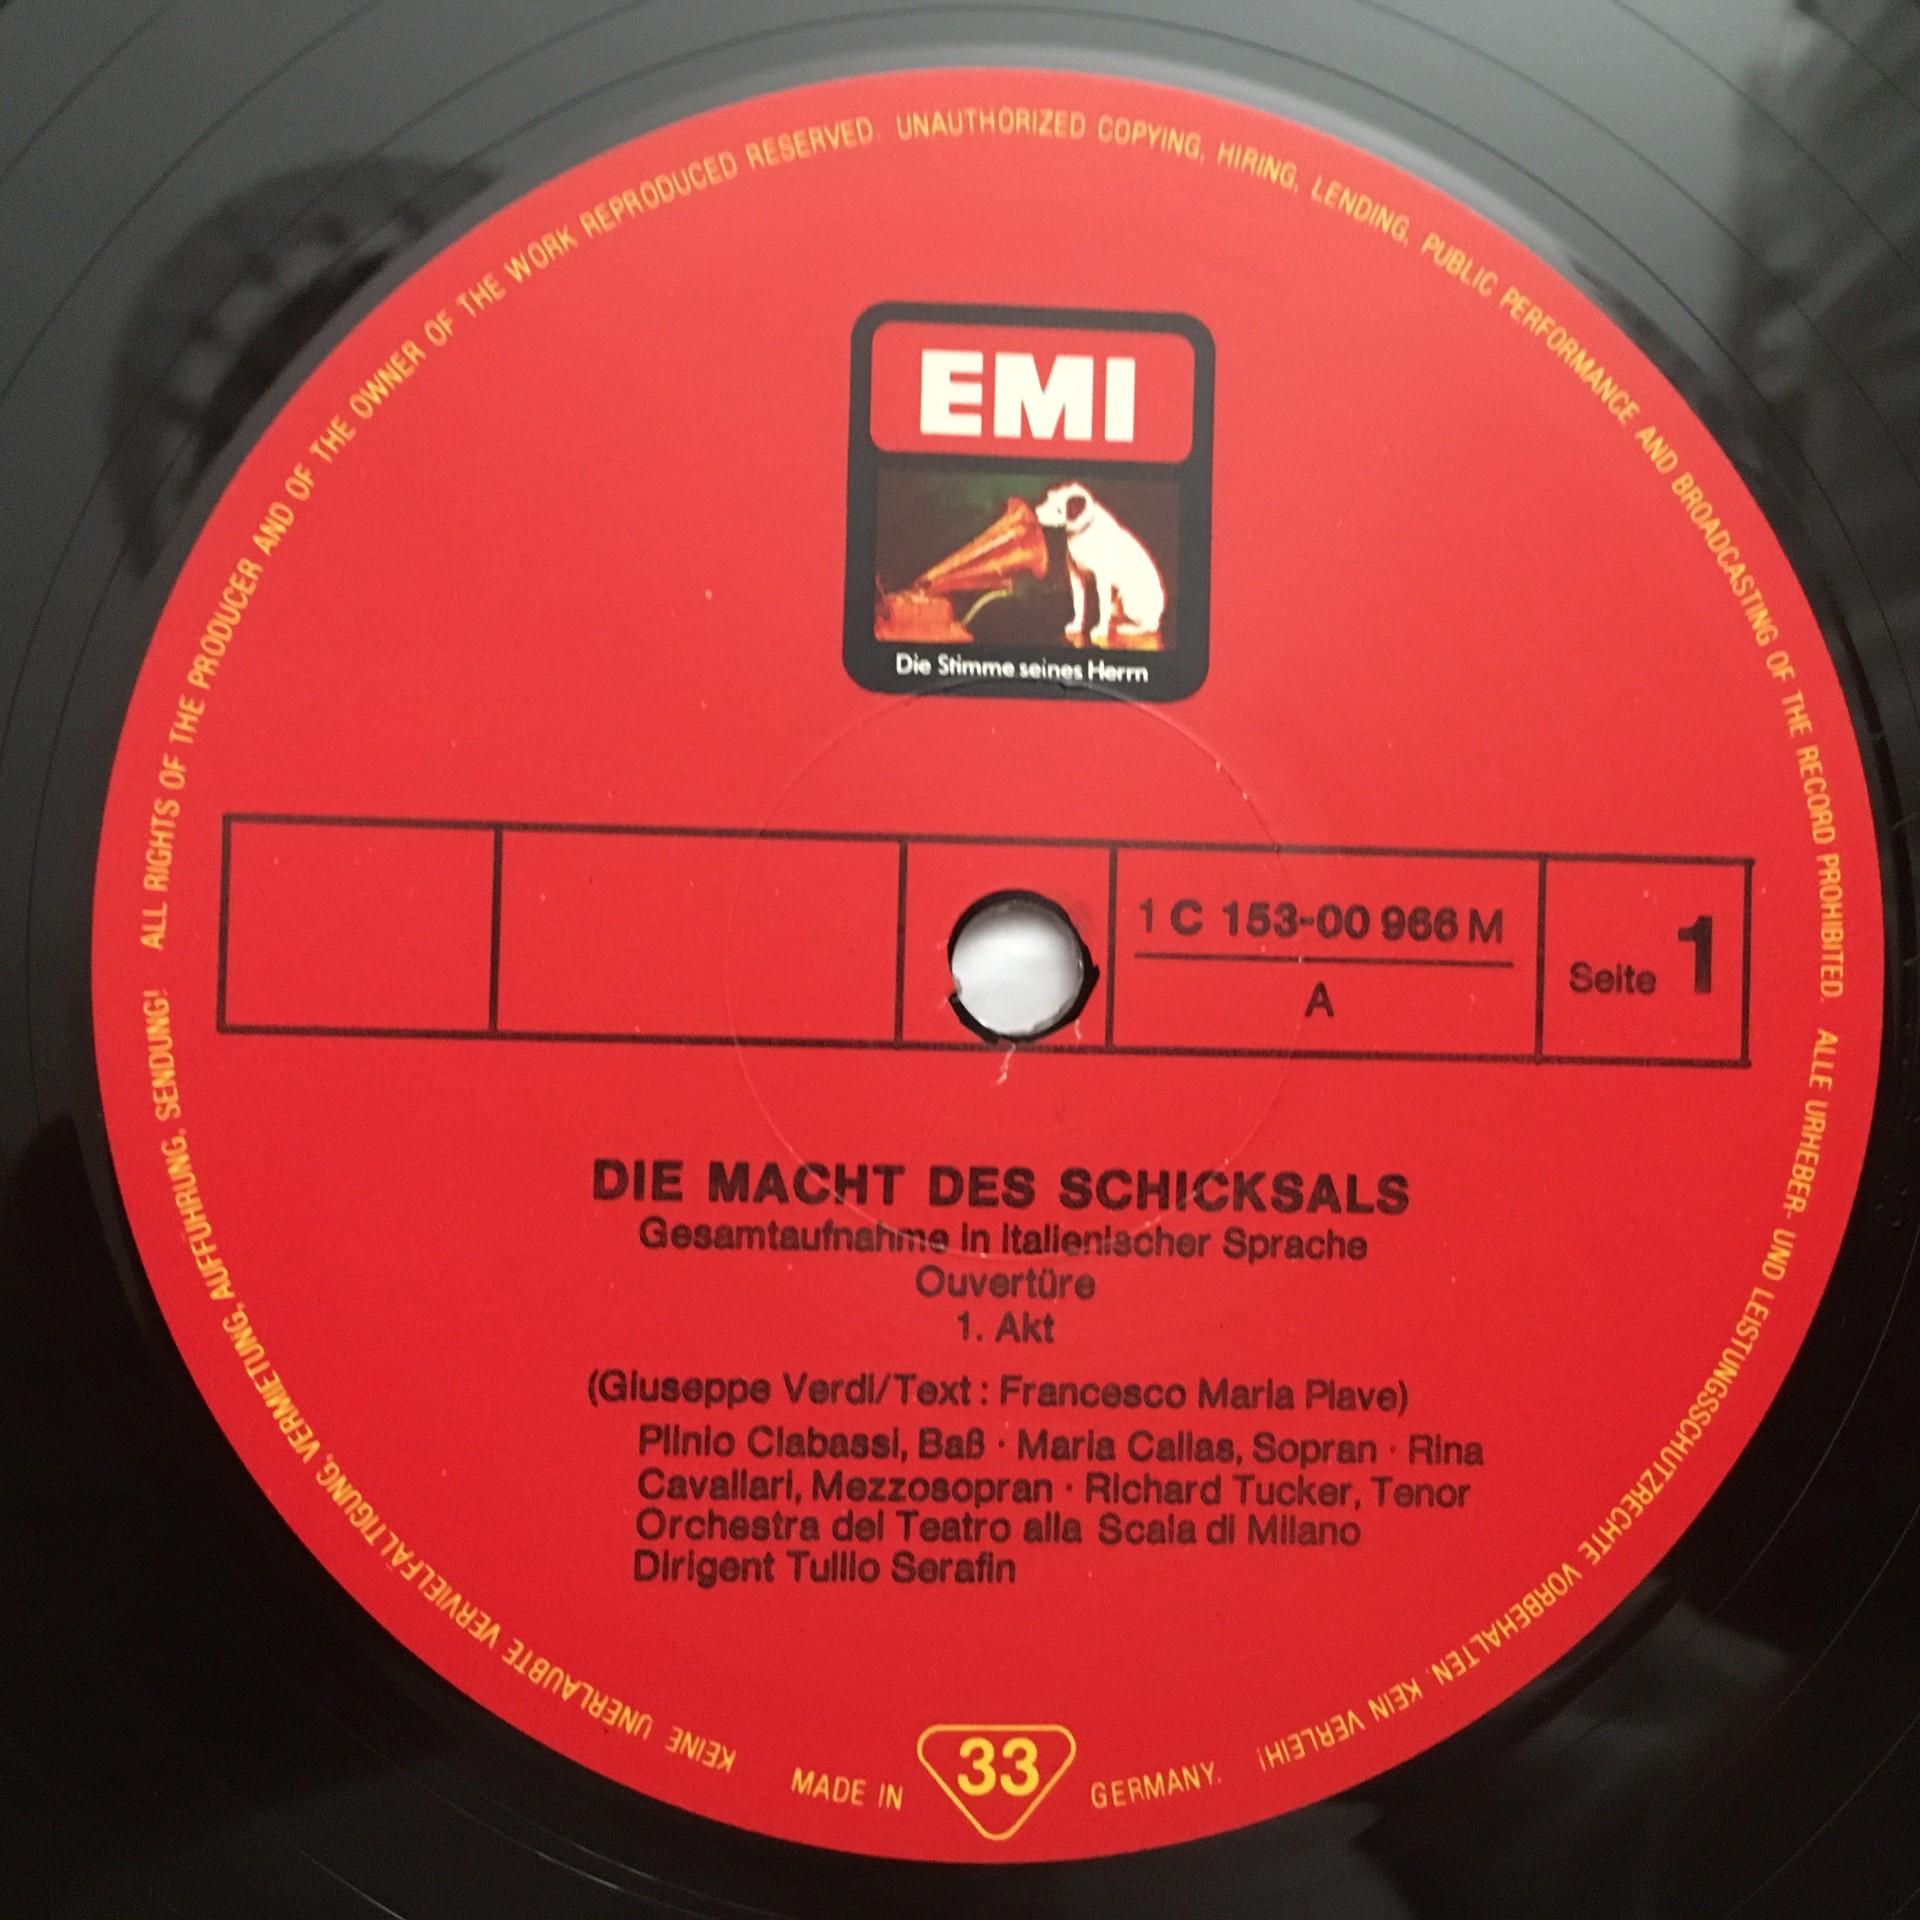 ALL RIGHTS OF THE PRODUCER AND OF THE OWNER OF THE WORK REPRODUCED RESERVED. UNAUTHORIZED COPYING, HIRING, LENDING, PUBLIC PERFORMANCE AND BROADCASTING OF THE RECORD PROHIBITED.
ALLE URHEBER- UND LEISTUNGSSCHUTZRECHTE VORBEHALTEN. KEIN VERLEIH!
KEINE UNERLAUBTE VERVIELFÄLTIGUNG, VERMIETUNG, AUFFÜHRUNG, SENDUNG!
EMI
Die Stimme seines Herrn
1 C 153-00 966 M
A
Seite 1
DIE MACHT DES SCHICKSALS
Gesamtaufnahme in italienischer Sprache
Ouvertüre
1. Akt
(Giuseppe Verdi/Text: Francesco Maria Piave)
Plinio Clabassi, Baß · Maria Callas, Sopran · Rina
Cavallari, Mezzosopran · Richard Tucker, Tenor
Orchestra del Teatro alla Scala di Milano
Dirigent Tullio Serafin
MADE IN 33 GERMANY.